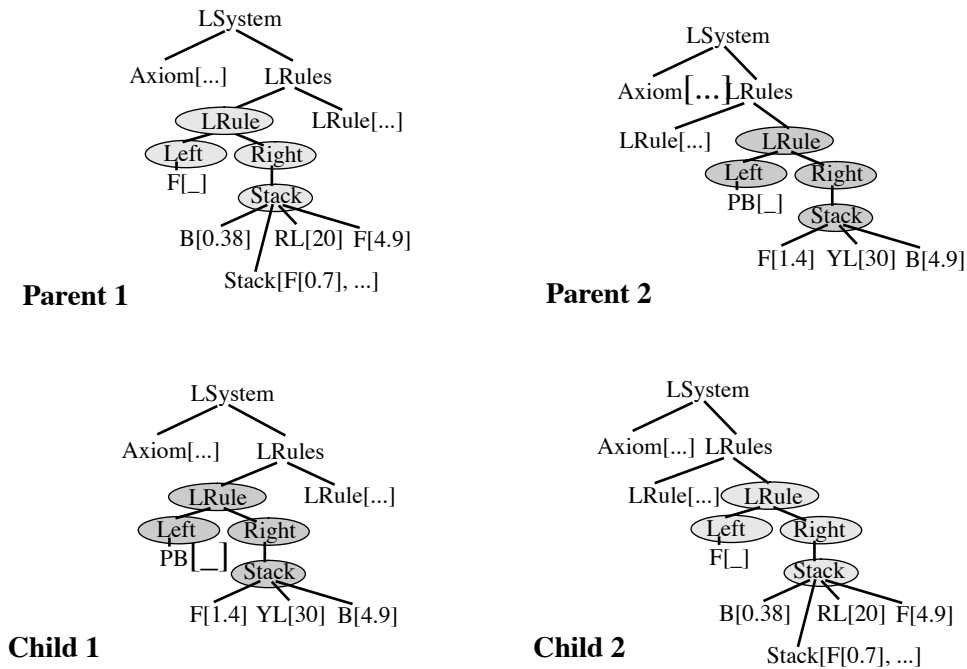 LSystem
Axiom[...] LRules
LRule LRule[...]
Left Right
F[_]
Stack
B[0.38] RL[20] F[4.9]
Stack[F[0.7], ...]
Parent 1
LSystem
Axiom[...] LRules
LRule[...] LRule
Left Right
PB[_]
Stack
F[1.4] YL[30] B[4.9]
Parent 2
LSystem
Axiom[...] LRules
LRule LRule[...]
Left Right
PB[_]
Stack
F[1.4] YL[30] B[4.9]
Child 1
LSystem
Axiom[...] LRules
LRule[...] LRule
Left Right
F[_]
Stack
B[0.38] RL[20] F[4.9]
Stack[F[0.7], ...]
Child 2